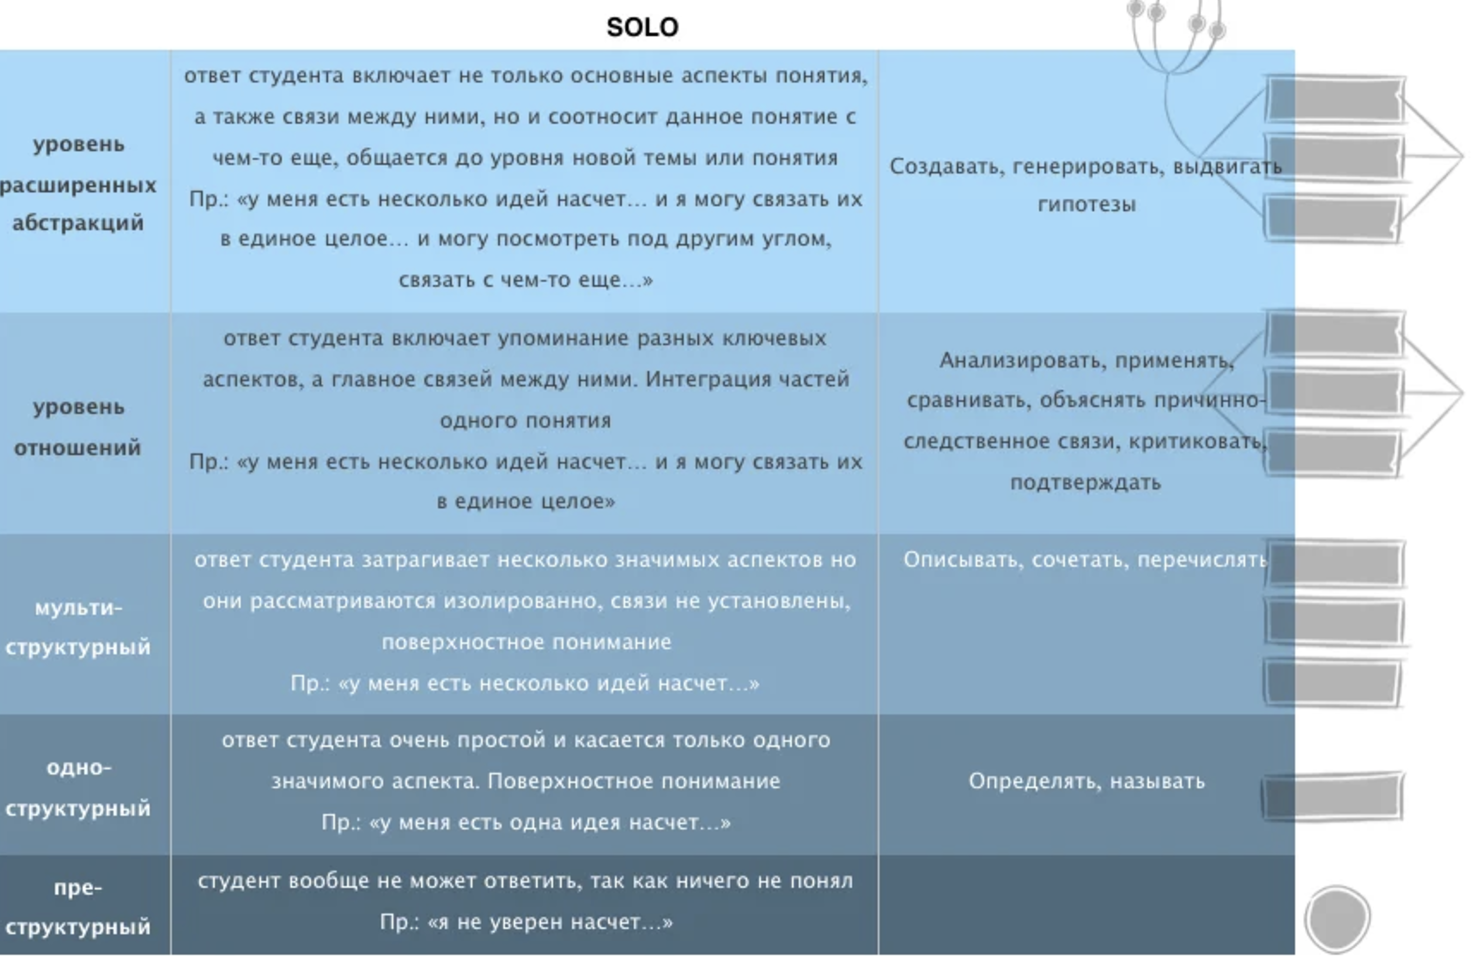 SOLO
уровень
расширенных
абстракций
ответ студента включает не только основные аспекты понятия,
а также связи между ними, но и соотносит данное понятие с
чем-то еще, общается до уровня новой темы или понятия
Пр.: «у меня есть несколько идей насчет... и я могу связать их
в единое целое... и могу посмотреть под другим углом,
связать с чем-то еще...»
Создавать, генерировать, выдвигать
гипотезы
уровень
отношений
ответ студента включает упоминание разных ключевых
аспектов, а главное связей между ними. Интеграция частей
одного понятия
Пр.: «у меня есть несколько идей насчет... и я могу связать их
в единое целое»
Анализировать, применять,
сравнивать, объяснять причинно-
следственное связи, критиковать,
подтверждать
мульти-
структурный
ответ студента затрагивает несколько значимых аспектов но
они рассматриваются изолированно, связи не установлены,
поверхностное понимание
Пр.: «у меня есть несколько идей насчет...»
Описывать, сочетать, перечислять
одно-
структурный
ответ студента очень простой и касается только одного
значимого аспекта. Поверхностное понимание
Пр.: «у меня есть одна идея насчет...»
Определять, называть
пре-
структурный
студент вообще не может ответить, так как ничего не понял
Пр.: «я не уверен насчет...»